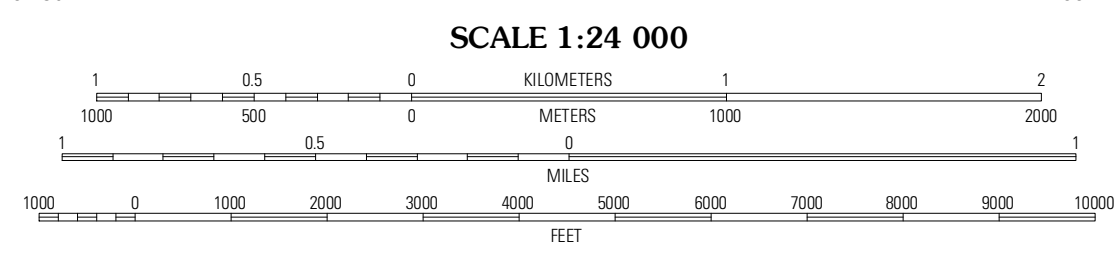 SCALE 1:24 000
1 0.5 0 KILOMETERS 1 2
1000 500 0 METERS 1000 2000
1 0.5 0 1
MILES
1000 0 1000 2000 3000 4000 5000 6000 7000 8000 9000 10000
FEET